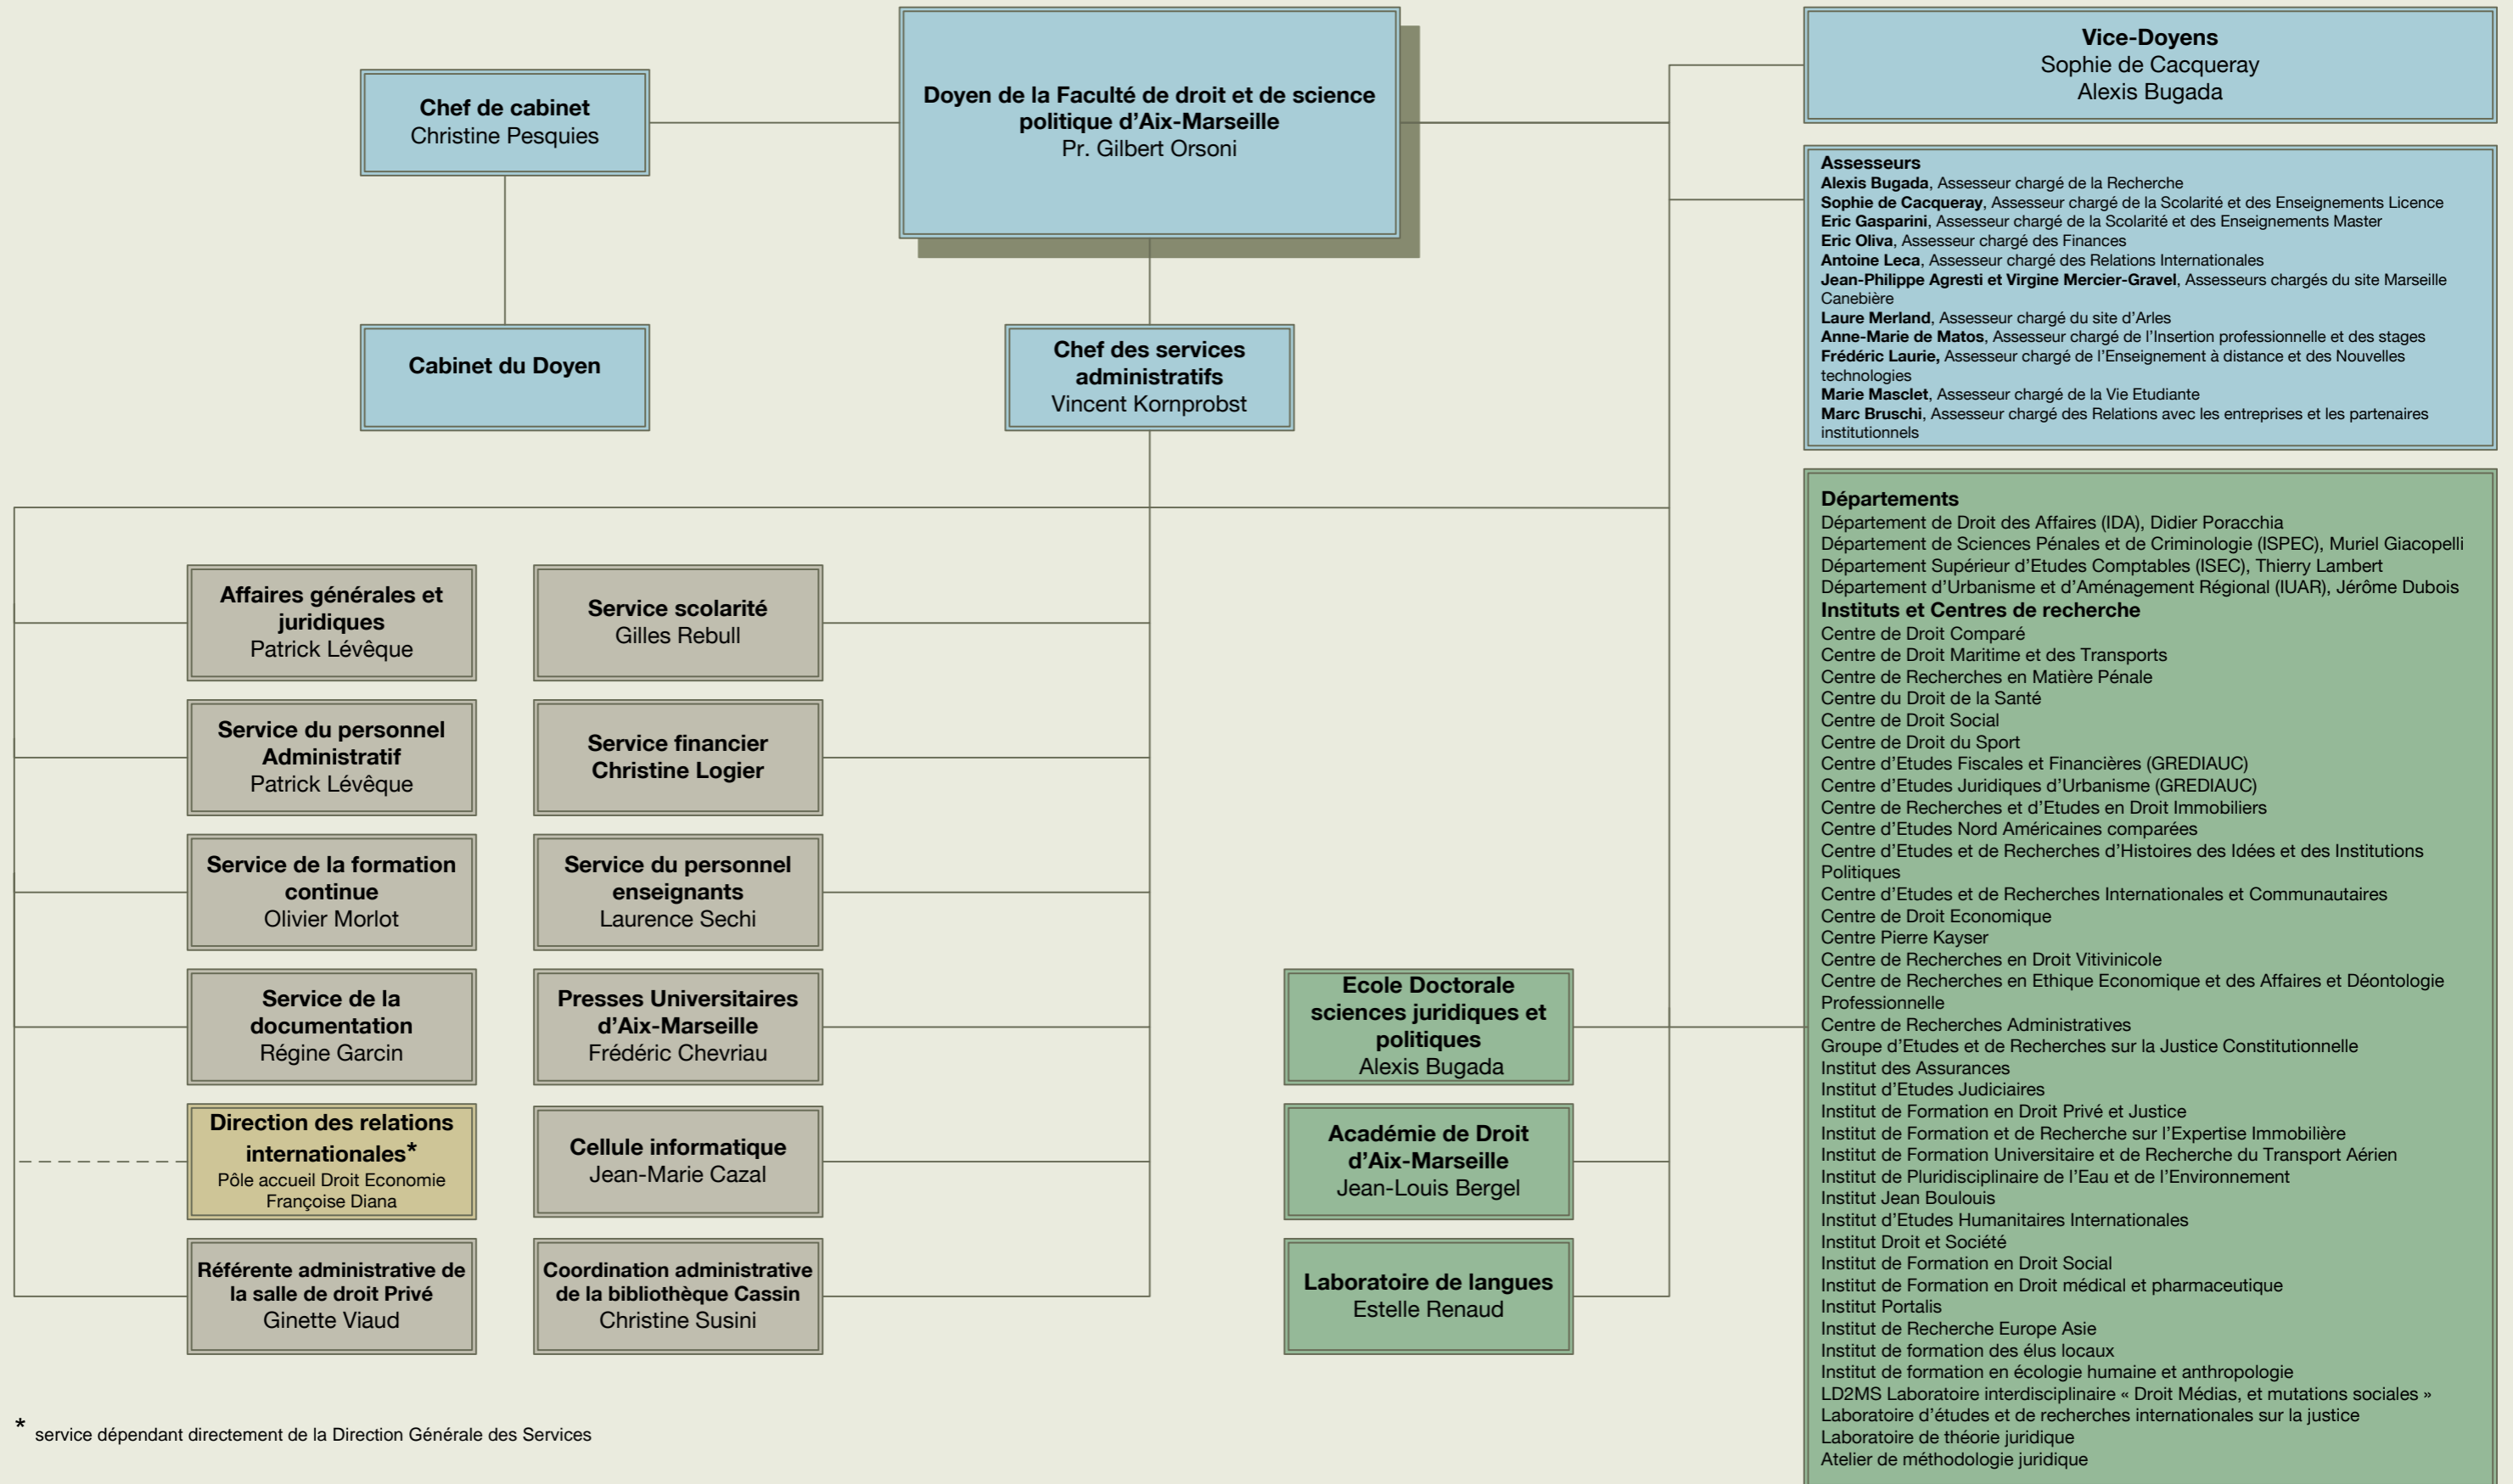 Doyen de la Faculté de droit et de science
politique d'Aix-Marseille
Pr. Gilbert Orsoni
Chef de cabinet
Christine Pesquies
Cabinet du Doyen
Chef des services
administratifs
Vincent Kornprobst
Vice-Doyens
Sophie de Cacqueray
Alexis Bugada
Assesseurs
Alexis Bugada, Assesseur chargé de la Recherche
Sophie de Cacqueray, Assesseur chargé de la Scolarité et des Enseignements Licence
Eric Gasparini, Assesseur chargé de la Scolarité et des Enseignements Master
Eric Oliva, Assesseur chargé des Finances
Antoine Leca, Assesseur chargé des Relations Internationales
Jean-Philippe Agresti et Virgine Mercier-Gravel, Assesseurs chargés du site Marseille
Canebière
Laure Merland, Assesseur chargé du site d'Arles
Anne-Marie de Matos, Assesseur chargé de l'Insertion professionnelle et des stages
Frédéric Laurie, Assesseur chargé de l'Enseignement à distance et des Nouvelles
technologies
Marie Masclet, Assesseur chargé de la Vie Etudiante
Marc Bruschi, Assesseur chargé des Relations avec les entreprises et les partenaires
institutionnels
Affaires générales et
juridiques
Patrick Lévêque
Service scolarité
Gilles Rebull
Service du personnel
Administratif
Patrick Lévêque
Service financier
Christine Logier
Service de la formation
continue
Olivier Morlot
Service du personnel
enseignants
Laurence Sechi
Service de la
documentation
Régine Garcin
Presses Universitaires
d'Aix-Marseille
Frédéric Chevriau
Direction des relations
internationales*
Pôle accueil Droit Economie
Françoise Diana
Cellule informatique
Jean-Marie Cazal
Référente administrative de
la salle de droit Privé
Ginette Viaud
Coordination administrative
de la bibliothèque Cassin
Christine Susini
Ecole Doctorale
sciences juridiques et
politiques
Alexis Bugada
Académie de Droit
d'Aix-Marseille
Jean-Louis Bergel
Laboratoire de langues
Estelle Renaud
Départements
Département de Droit des Affaires (IDA), Didier Poracchia
Département de Sciences Pénales et de Criminologie (ISPEC), Muriel Giacopelli
Département Supérieur d'Etudes Comptables (ISEC), Thierry Lambert
Département d'Urbanisme et d'Aménagement Régional (IUAR), Jérôme Dubois
Instituts et Centres de recherche
Centre de Droit Comparé
Centre de Droit Maritime et des Transports
Centre de Recherches en Matière Pénale
Centre du Droit de la Santé
Centre de Droit Social
Centre de Droit du Sport
Centre d'Etudes Fiscales et Financières (GREDIAUC)
Centre d'Etudes Juridiques d'Urbanisme (GREDIAUC)
Centre de Recherches et d'Etudes en Droit Immobiliers
Centre d'Etudes Nord Américaines comparées
Centre d'Etudes et de Recherches d'Histoires des Idées et des Institutions
Politiques
Centre d'Etudes et de Recherches Internationales et Communautaires
Centre de Droit Economique
Centre Pierre Kayser
Centre de Recherches en Droit Vitivinicole
Centre de Recherches en Ethique Economique et des Affaires et Déontologie
Professionnelle
Centre de Recherches Administratives
Groupe d'Etudes et de Recherches sur la Justice Constitutionnelle
Institut des Assurances
Institut d'Etudes Judiciaires
Institut de Formation en Droit Privé et Justice
Institut de Formation et de Recherche sur l'Expertise Immobilière
Institut de Formation Universitaire et de Recherche du Transport Aérien
Institut de Pluridisciplinaire de l'Eau et de l'Environnement
Institut Jean Boulouis
Institut d'Etudes Humanitaires Internationales
Institut Droit et Société
Institut de Formation en Droit Social
Institut de Formation en Droit médical et pharmaceutique
Institut Portalis
Institut de Recherche Europe Asie
Institut de formation des élus locaux
Institut de formation en écologie humaine et anthropologie
LD2MS Laboratoire interdisciplinaire « Droit Médias, et mutations sociales »
Laboratoire d'études et de recherches internationales sur la justice
Laboratoire de théorie juridique
Atelier de méthodologie juridique
* service dépendant directement de la Direction Générale des Services